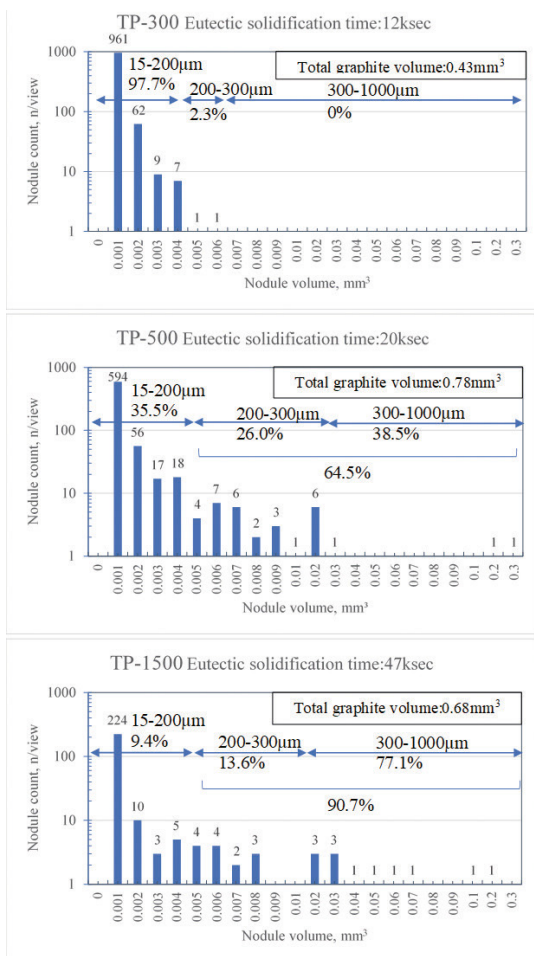 TP-300 Eutectic solidification time:12ksec
Nodule count, n/view
1000
100
10
1
961
62
9
7
1
1
15-200μm
97.7%
200-300μm
2.3%
300-1000μm
0%
Total graphite volume:0.43mm³
0 0.001 0.002 0.003 0.004 0.005 0.006 0.007 0.008 0.009 0.01 0.02 0.03 0.04 0.05 0.06 0.07 0.08 0.09 0.1 0.2 0.3
Nodule volume, mm³
TP-500 Eutectic solidification time:20ksec
Nodule count, n/view
1000
100
10
1
594
56
17
18
4
7
6
2
3
1
6
1
1
1
15-200μm
35.5%
200-300μm
26.0%
300-1000μm
38.5%
64.5%
Total graphite volume:0.78mm³
0 0.001 0.002 0.003 0.004 0.005 0.006 0.007 0.008 0.009 0.01 0.02 0.03 0.04 0.05 0.06 0.07 0.08 0.09 0.1 0.2 0.3
Nodule volume, mm³
TP-1500 Eutectic solidification time:47ksec
Nodule count, n/view
1000
100
10
1
224
10
3
5
4
4
2
3
3
3
1
1
1
1
1
1
15-200μm
9.4%
200-300μm
13.6%
300-1000μm
77.1%
90.7%
Total graphite volume:0.68mm³
0 0.001 0.002 0.003 0.004 0.005 0.006 0.007 0.008 0.009 0.01 0.02 0.03 0.04 0.05 0.06 0.07 0.08 0.09 0.1 0.2 0.3
Nodule volume, mm³